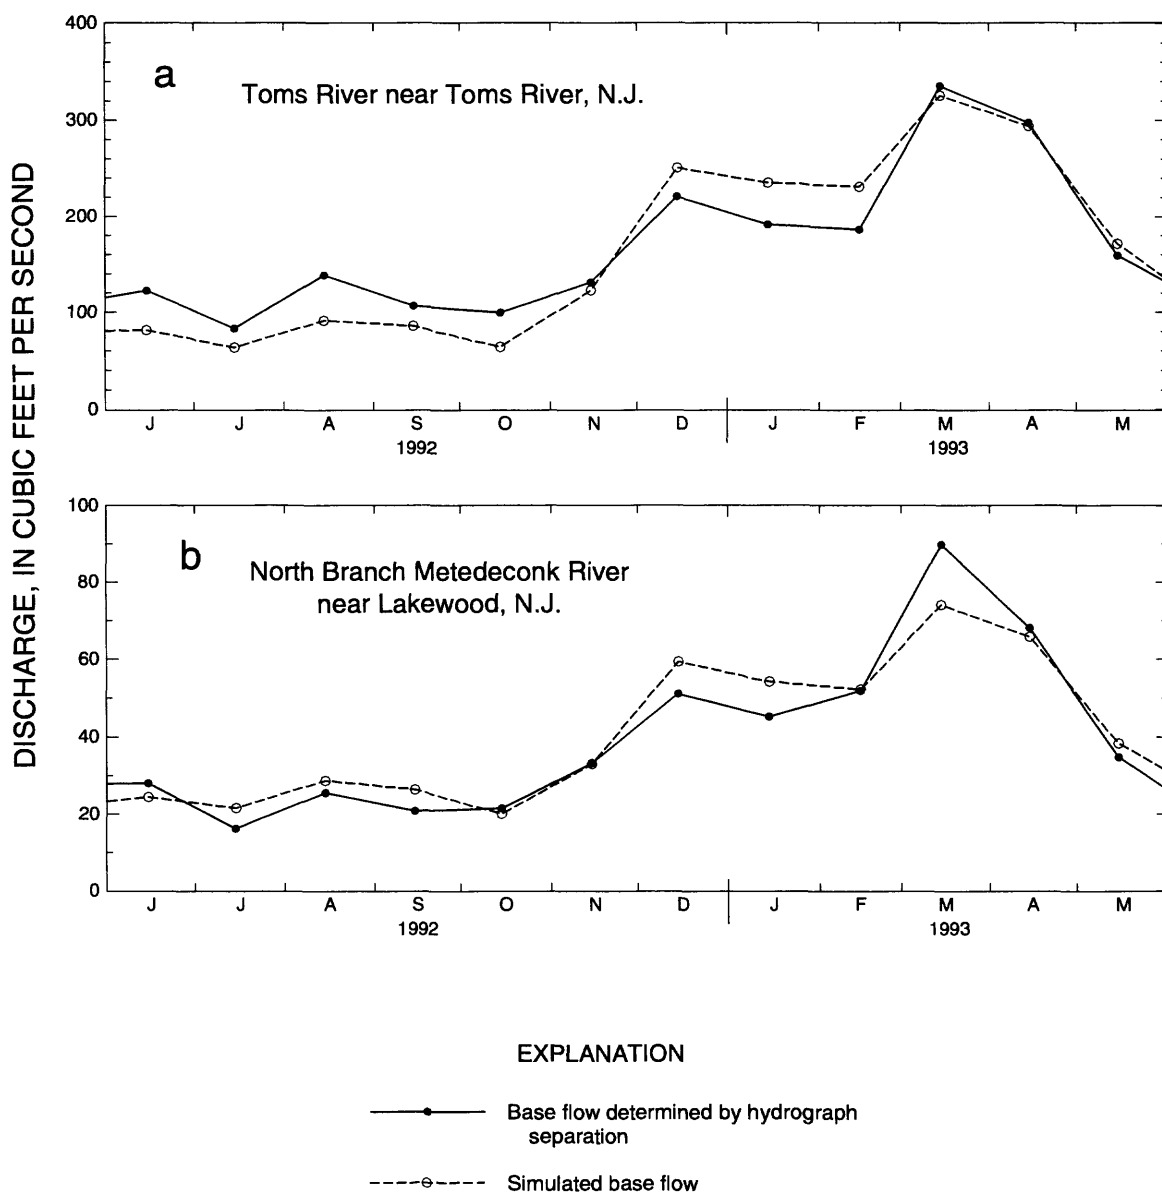 DISCHARGE, IN CUBIC FEET PER SECOND
400
300
200
100
0
a
Toms River near Toms River, N.J.
J J A S O N D J F M A M
1992 1993
100
80
60
40
20
0
b
North Branch Metedeconk River
near Lakewood, N.J.
J J A S O N D J F M A M
1992 1993
EXPLANATION
Base flow determined by hydrograph
separation
Simulated base flow